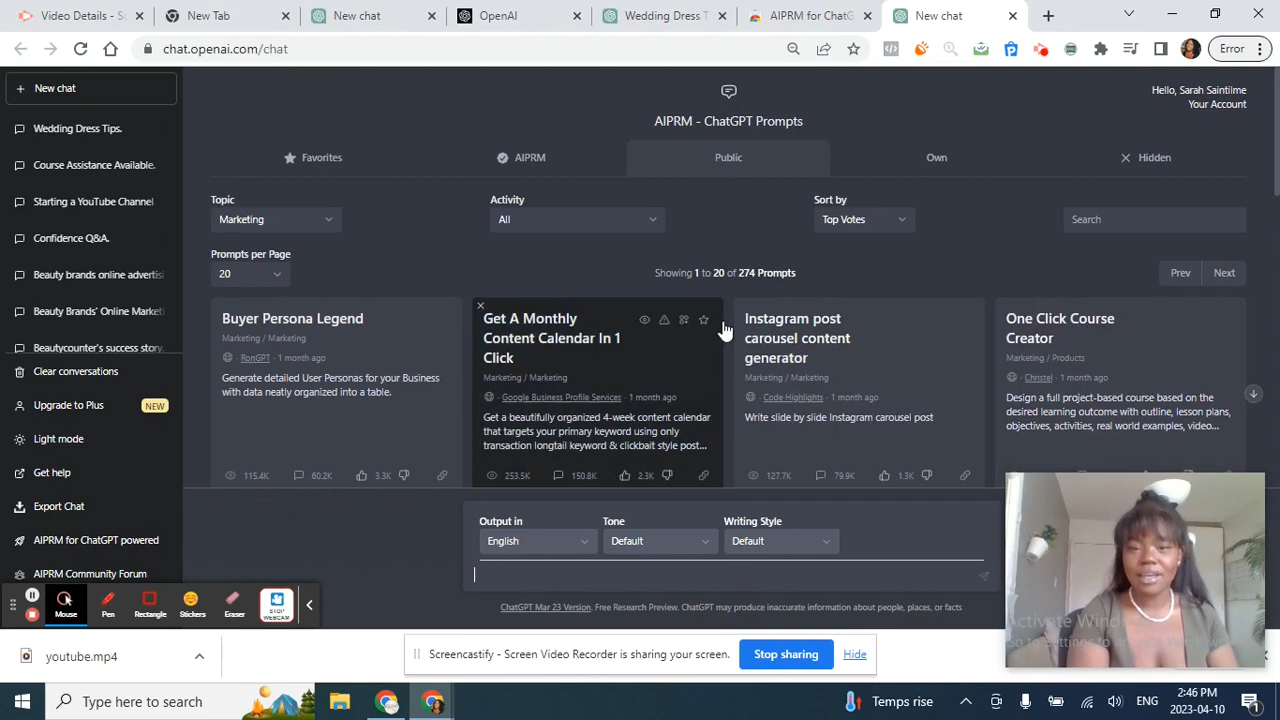 Video Details - S
New Tab
New chat
OpenAI
Wedding Dress T
AIPRM for ChatG
New chat
chat.openai.com/chat
Error
New chat
Wedding Dress Tips.
Course Assistance Available.
Starting a YouTube Channel
Confidence Q&A.
Beauty brands online advertisi
Beauty Brands' Online Market
Beautycounter's success story.
Clear conversations
Upgrade to Plus
NEW
Light mode
Get help
Export Chat
AIPRM for ChatGPT powered
AIPRM Community Forum
Hello, Sarah Saintilme
Your Account
AIPRM - ChatGPT Prompts
Favorites
AIPRM
Public
Own
Hidden
Topic
Marketing
Activity
All
Sort by
Top Votes
Search
Prompts per Page
20
Showing 1 to 20 of 274 Prompts
Prev
Next
Buyer Persona Legend
Marketing / Marketing
· RonGPT · 1 month ago
Generate detailed User Personas for your Business
with data neatly organized into a table.
115.4K
60.2K
3.3K
Get A Monthly
Content Calendar In 1
Click
Marketing / Marketing
· Google Business Profile Services · 1 month ago
Get a beautifully organized 4-week content calendar
that targets your primary keyword using only
transaction longtail keyword & clickbait style post...
253.5K
150.8K
2.3K
Instagram post
carousel content
generator
Marketing / Marketing
· Code Highlights · 1 month ago
Write slide by slide Instagram carousel post
127.7K
79.9K
1.3K
One Click Course
Creator
Marketing / Products
· Christel · 1 month ago
Design a full project-based course based on the
desired learning outcome with outline, lesson plans,
objectives, activities, real world examples, video...
Output in
English
Tone
Default
Writing Style
Default
ChatGPT Mar 23 Version. Free Research Preview. ChatGPT may produce inaccurate information about people, places, or facts
Mouse
Pen
Rectangle
Stickers
Eraser
STOP
WEBCAM
Activate Wind
Go to Settings to
youtube.mp4
Screencastify - Screen Video Recorder is sharing your screen.
Stop sharing
Hide
Type here to search
Temps rise
ENG
2:46 PM
2023-04-10
1